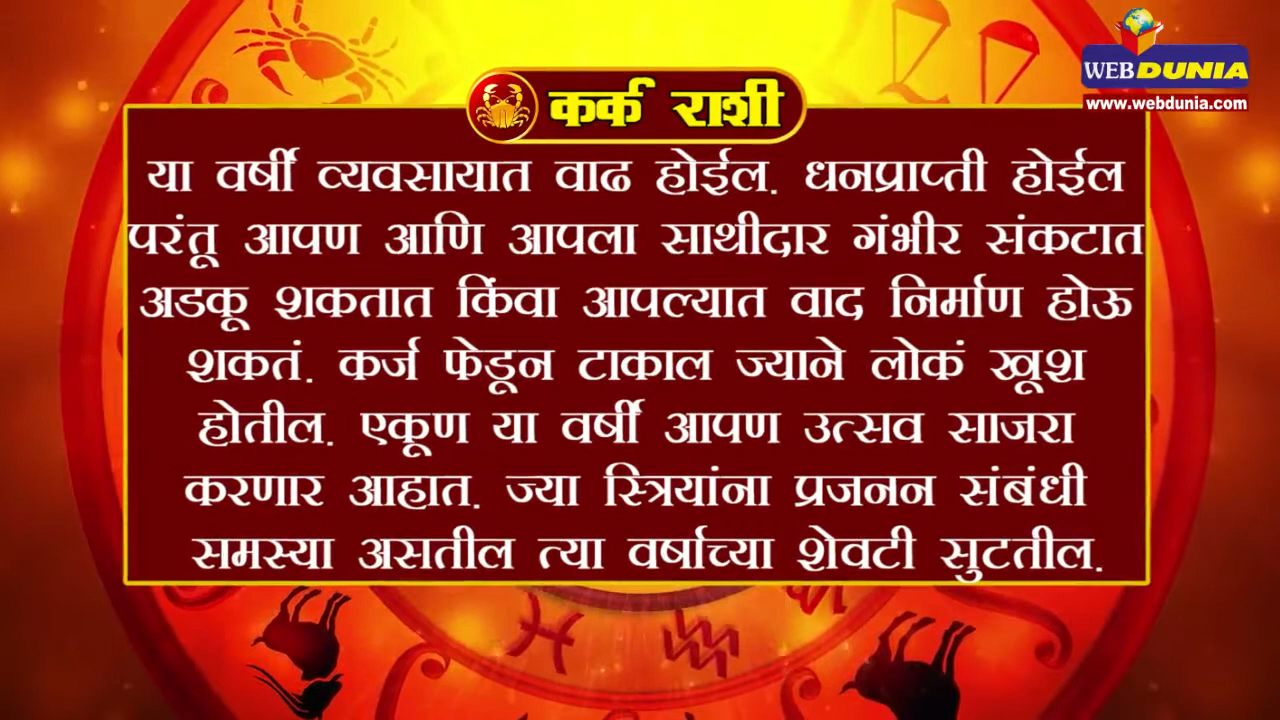 WEBDUNIA
www.webdunia.com
कर्क राशी
या वर्षी व्यवसायात वाढ होईल. धनप्राप्ती होईल
परंतू आपण आणि आपला साथीदार गंभीर संकटात
अडकू शकतात किंवा आपल्यात वाद निर्माण होऊ
शकतं. कर्ज फेडून टाकाल ज्याने लोकं खूश
होतील. एकूण या वर्षी आपण उत्सव साजरा
करणार आहात. ज्या स्त्रियांना प्रजनन संबंधी
समस्या असतील त्या वर्षाच्या शेवटी सुटतील.